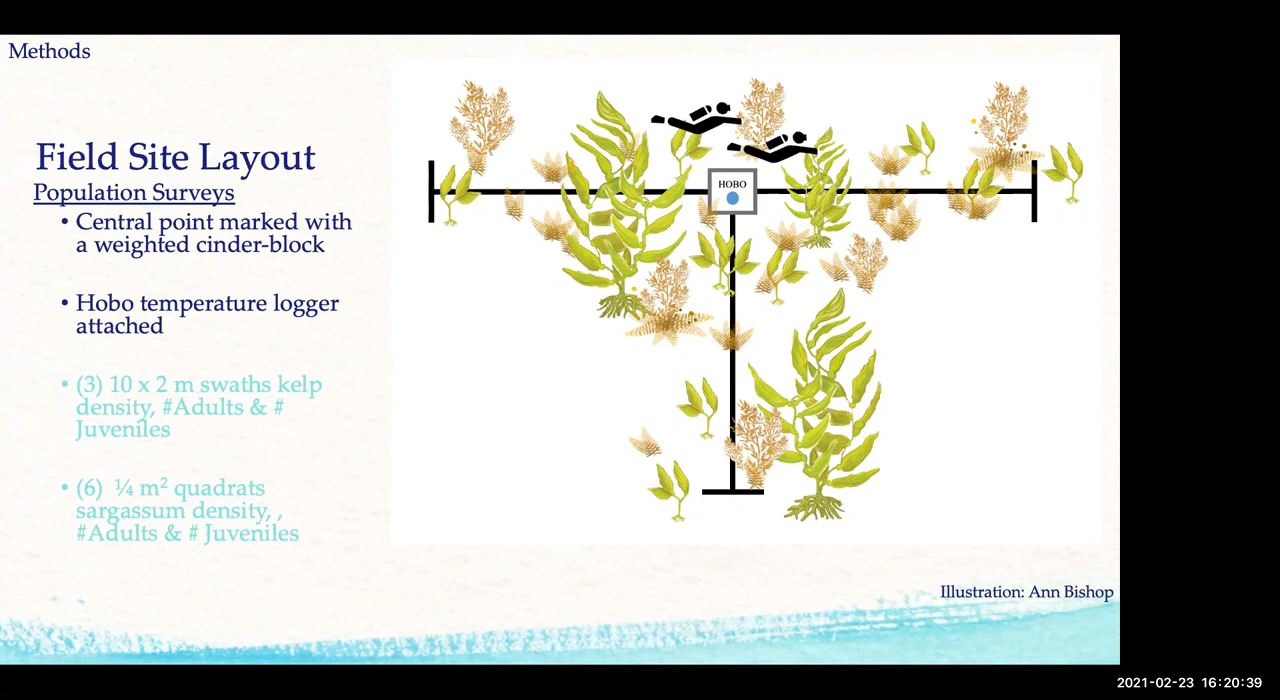 Methods
Field Site Layout
Population Surveys
• Central point marked with
a weighted cinder-block
• Hobo temperature logger
attached
• (3) 10 x 2 m swaths kelp
density, #Adults & #
Juveniles
• (6) ¼ m² quadrats
sargassum density, ,
#Adults & # Juveniles
HOBO
Illustration: Ann Bishop
2021-02-23 16:20:39